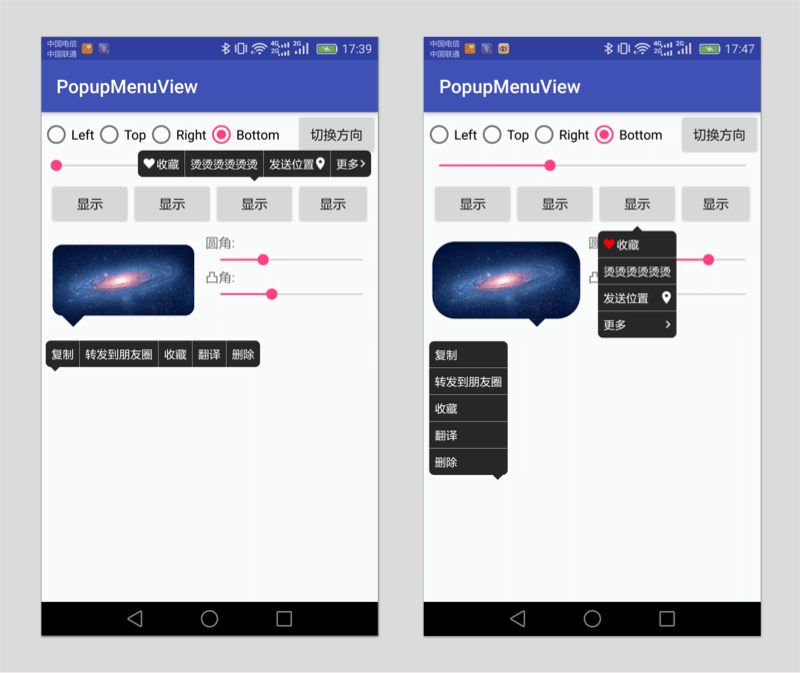 中国电信
中国联通
4G
2G
2G
17:39
PopupMenuView
Left
Top
Right
Bottom
切换方向
收藏
烫烫烫烫烫烫
发送位置
更多
显示
显示
显示
显示
圆角:
凸角:
复制
转发到朋友圈
收藏
翻译
删除
中国电信
中国联通
4G
2G
2G
17:47
PopupMenuView
Left
Top
Right
Bottom
切换方向
显示
显示
显示
显示
收藏
烫烫烫烫烫烫
发送位置
更多
复制
转发到朋友圈
收藏
翻译
删除